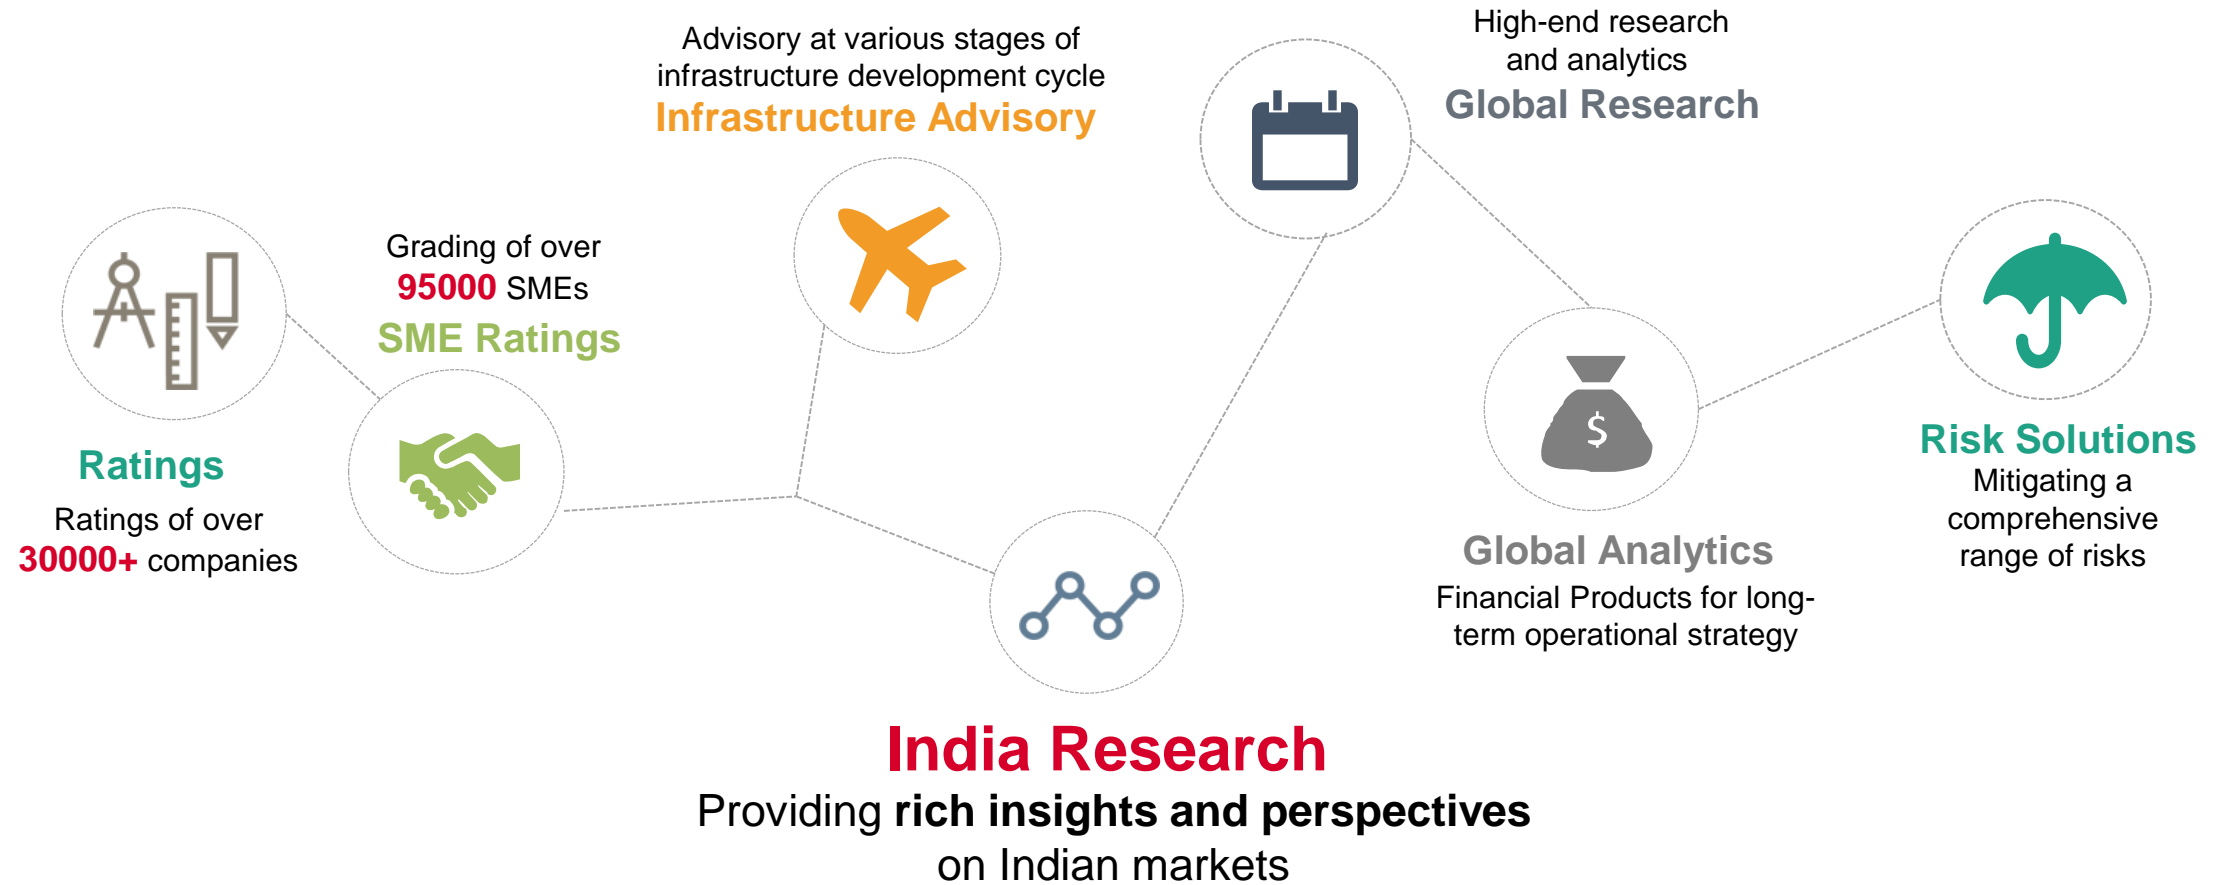 Ratings
Ratings of over
30000+ companies
Grading of over
95000 SMEs
SME Ratings
Advisory at various stages of
infrastructure development cycle
Infrastructure Advisory
India Research
Providing rich insights and perspectives
on Indian markets
High-end research
and analytics
Global Research
$
Global Analytics
Financial Products for long-
term operational strategy
Risk Solutions
Mitigating a
comprehensive
range of risks